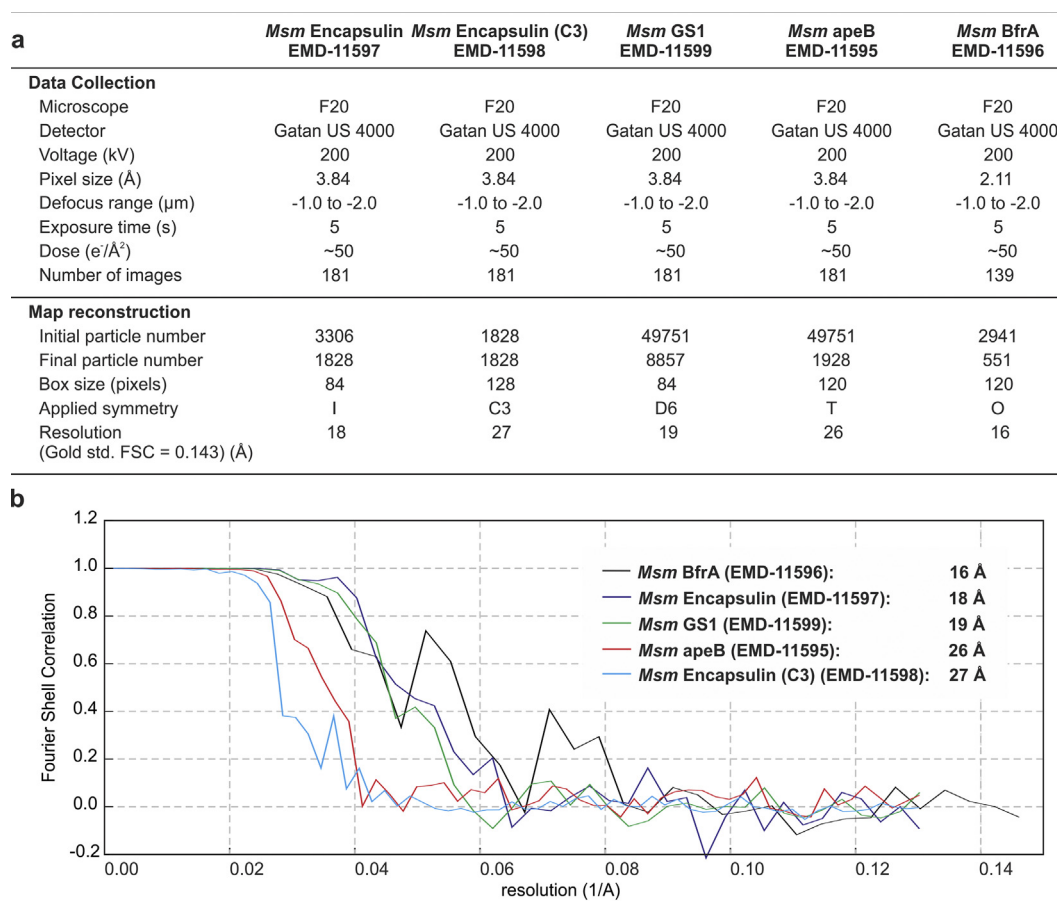 a
Msm Encapsulin Msm Encapsulin (C3) Msm GS1 Msm apeB Msm BfrA
EMD-11597 EMD-11598 EMD-11599 EMD-11595 EMD-11596
Data Collection
Microscope F20 F20 F20 F20 F20
Detector Gatan US 4000 Gatan US 4000 Gatan US 4000 Gatan US 4000 Gatan US 4000
Voltage (kV) 200 200 200 200 200
Pixel size (Å) 3.84 3.84 3.84 3.84 2.11
Defocus range (µm) -1.0 to -2.0 -1.0 to -2.0 -1.0 to -2.0 -1.0 to -2.0 -1.0 to -2.0
Exposure time (s) 5 5 5 5 5
Dose (e⁻/Å²) ~50 ~50 ~50 ~50 ~50
Number of images 181 181 181 181 139
Map reconstruction
Initial particle number 3306 1828 49751 49751 2941
Final particle number 1828 1828 8857 1928 551
Box size (pixels) 84 128 84 120 120
Applied symmetry I C3 D6 T O
Resolution 18 27 19 26 16
(Gold std. FSC = 0.143) (Å)
b
Fourier Shell Correlation
1.2
1.0
0.8
0.6
0.4
0.2
0.0
-0.2
Msm BfrA (EMD-11596): 16 Å
Msm Encapsulin (EMD-11597): 18 Å
Msm GS1 (EMD-11599): 19 Å
Msm apeB (EMD-11595): 26 Å
Msm Encapsulin (C3) (EMD-11598): 27 Å
0.00 0.02 0.04 0.06 0.08 0.10 0.12 0.14
resolution (1/A)